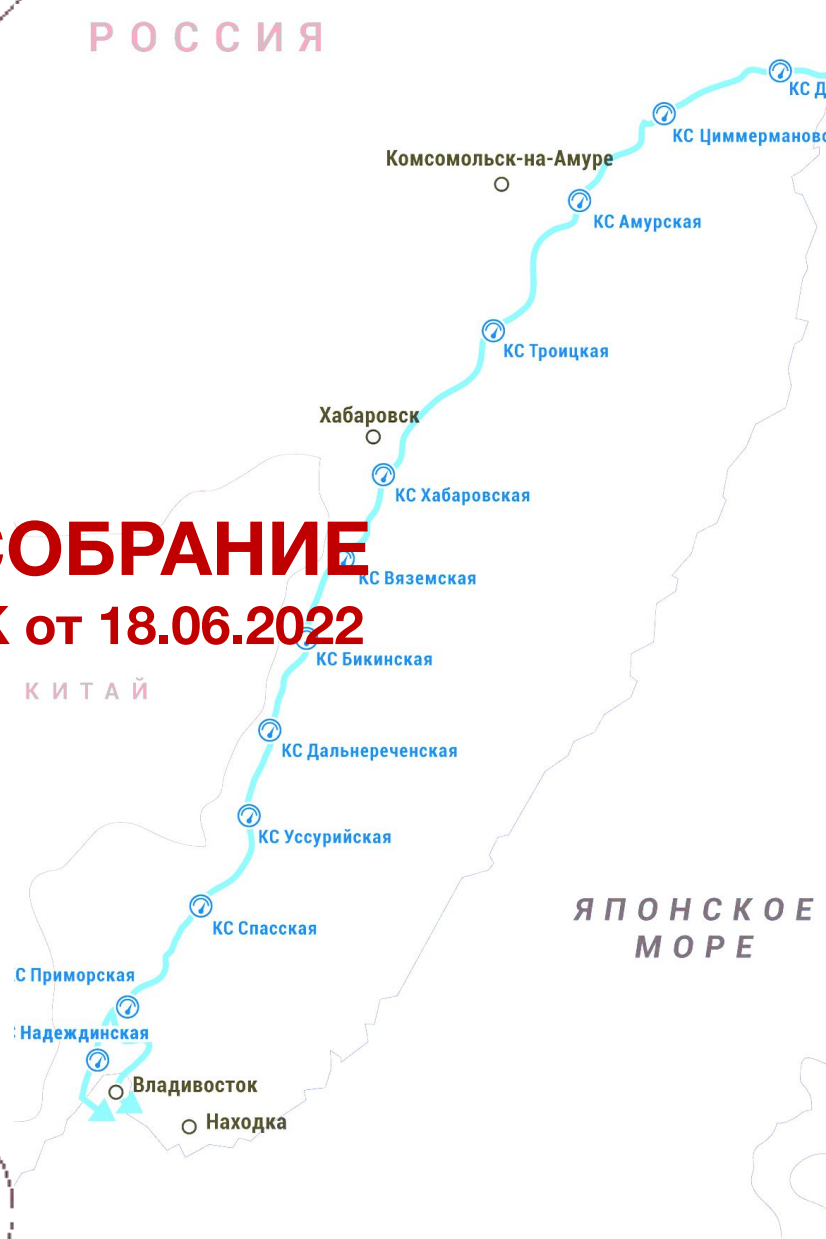 РОССИЯ
КС Д
КС Циммермановс
Комсомольск-на-Амуре
КС Амурская
КС Троицкая
Хабаровск
КС Хабаровская
СОБРАНИЕ
КС Вяземская
К от 18.06.2022
КС Бикинская
КИТАЙ
КС Дальнереченская
КС Уссурийская
ЯПОНСКОЕ
МОРЕ
КС Спасская
С Приморская
Надеждинская
Владивосток
Находка